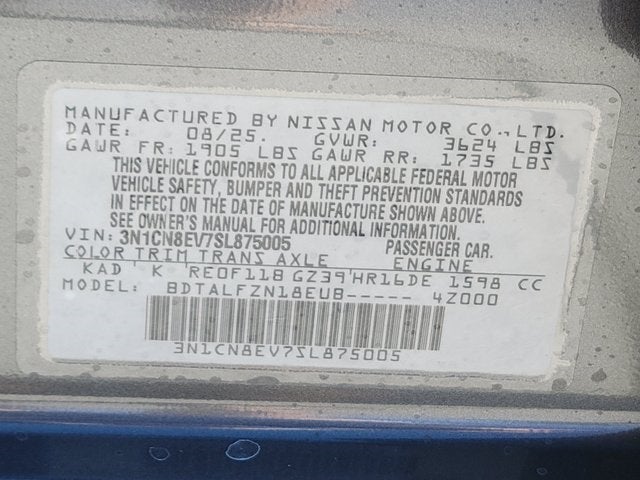 MANUFACTURED BY NISSAN MOTOR CO., LTD.
DATE: 08/25. GVWR: 3624 LBS
GAWR FR: 1905 LBS GAWR RR: 1735 LBS
THIS VEHICLE CONFORMS TO ALL APPLICABLE FEDERAL MOTOR
VEHICLE SAFETY, BUMPER AND THEFT PREVENTION STANDARDS
IN EFFECT ON THE DATE OF MANUFACTURE SHOWN ABOVE.
SEE OWNER'S MANUAL FOR ADDITIONAL INFORMATION.
VIN: 3N1CN8EV7SL875005 PASSENGER CAR.
COLOR TRIM TRANS AXLE ENGINE
KAD K RE0F11B GZ39 HR16DE 1598 CC
MODEL: BDTALFZN18EUB----- 4Z000
3N1CN8EV7SL875005